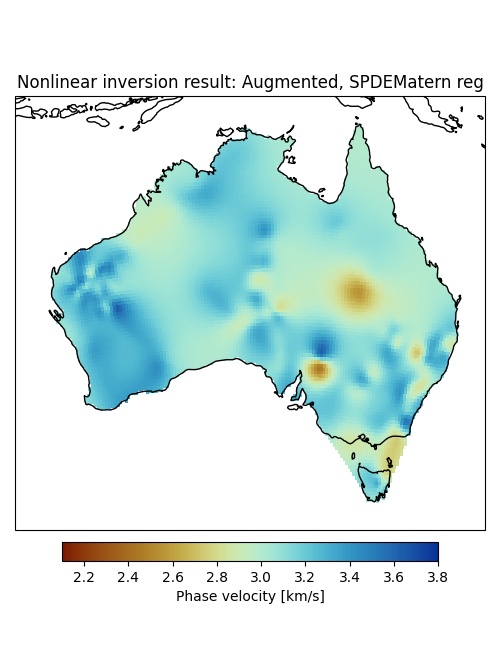 Nonlinear inversion result: Augmented, SPDEMatern reg
2.2 2.4 2.6 2.8 3.0 3.2 3.4 3.6 3.8
Phase velocity [km/s]